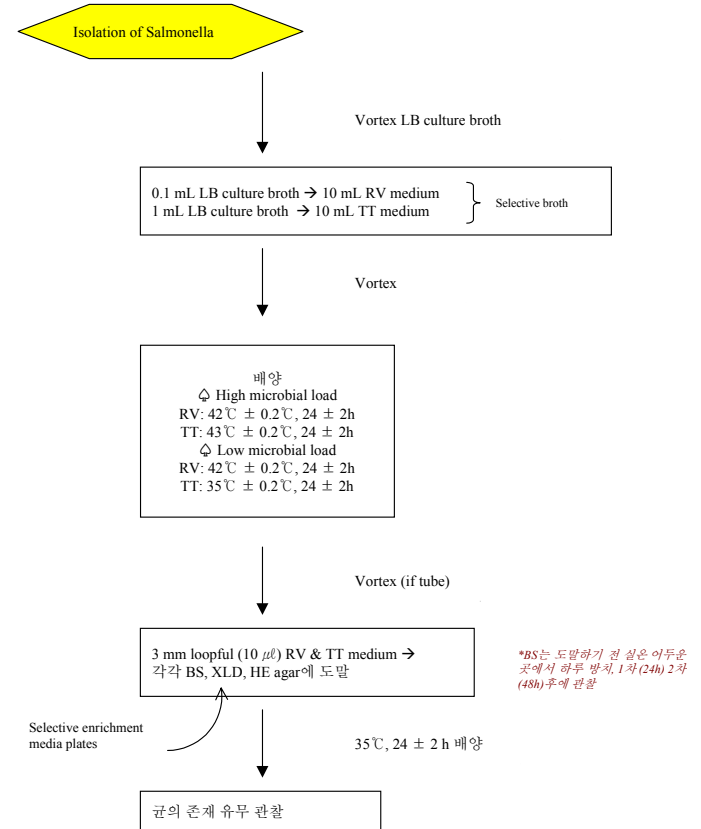 Isolation of Salmonella
Vortex LB culture broth
0.1 mL LB culture broth → 10 mL RV medium
1 mL LB culture broth → 10 mL TT medium
Selective broth
Vortex
배양
♤ High microbial load
RV: 42℃ ± 0.2℃, 24 ± 2h
TT: 43℃ ± 0.2℃, 24 ± 2h
♤ Low microbial load
RV: 42℃ ± 0.2℃, 24 ± 2h
TT: 35℃ ± 0.2℃, 24 ± 2h
Vortex (if tube)
3 mm loopful (10 ㎕) RV & TT medium →
각각 BS, XLD, HE agar에 도말
*BS는 도말하기 전 실온 어두운
곳에서 하루 방치, 1차 (24h) 2차
(48h)후에 관찰
Selective enrichment
media plates
35℃, 24 ± 2 h 배양
균의 존재 유무 관찰